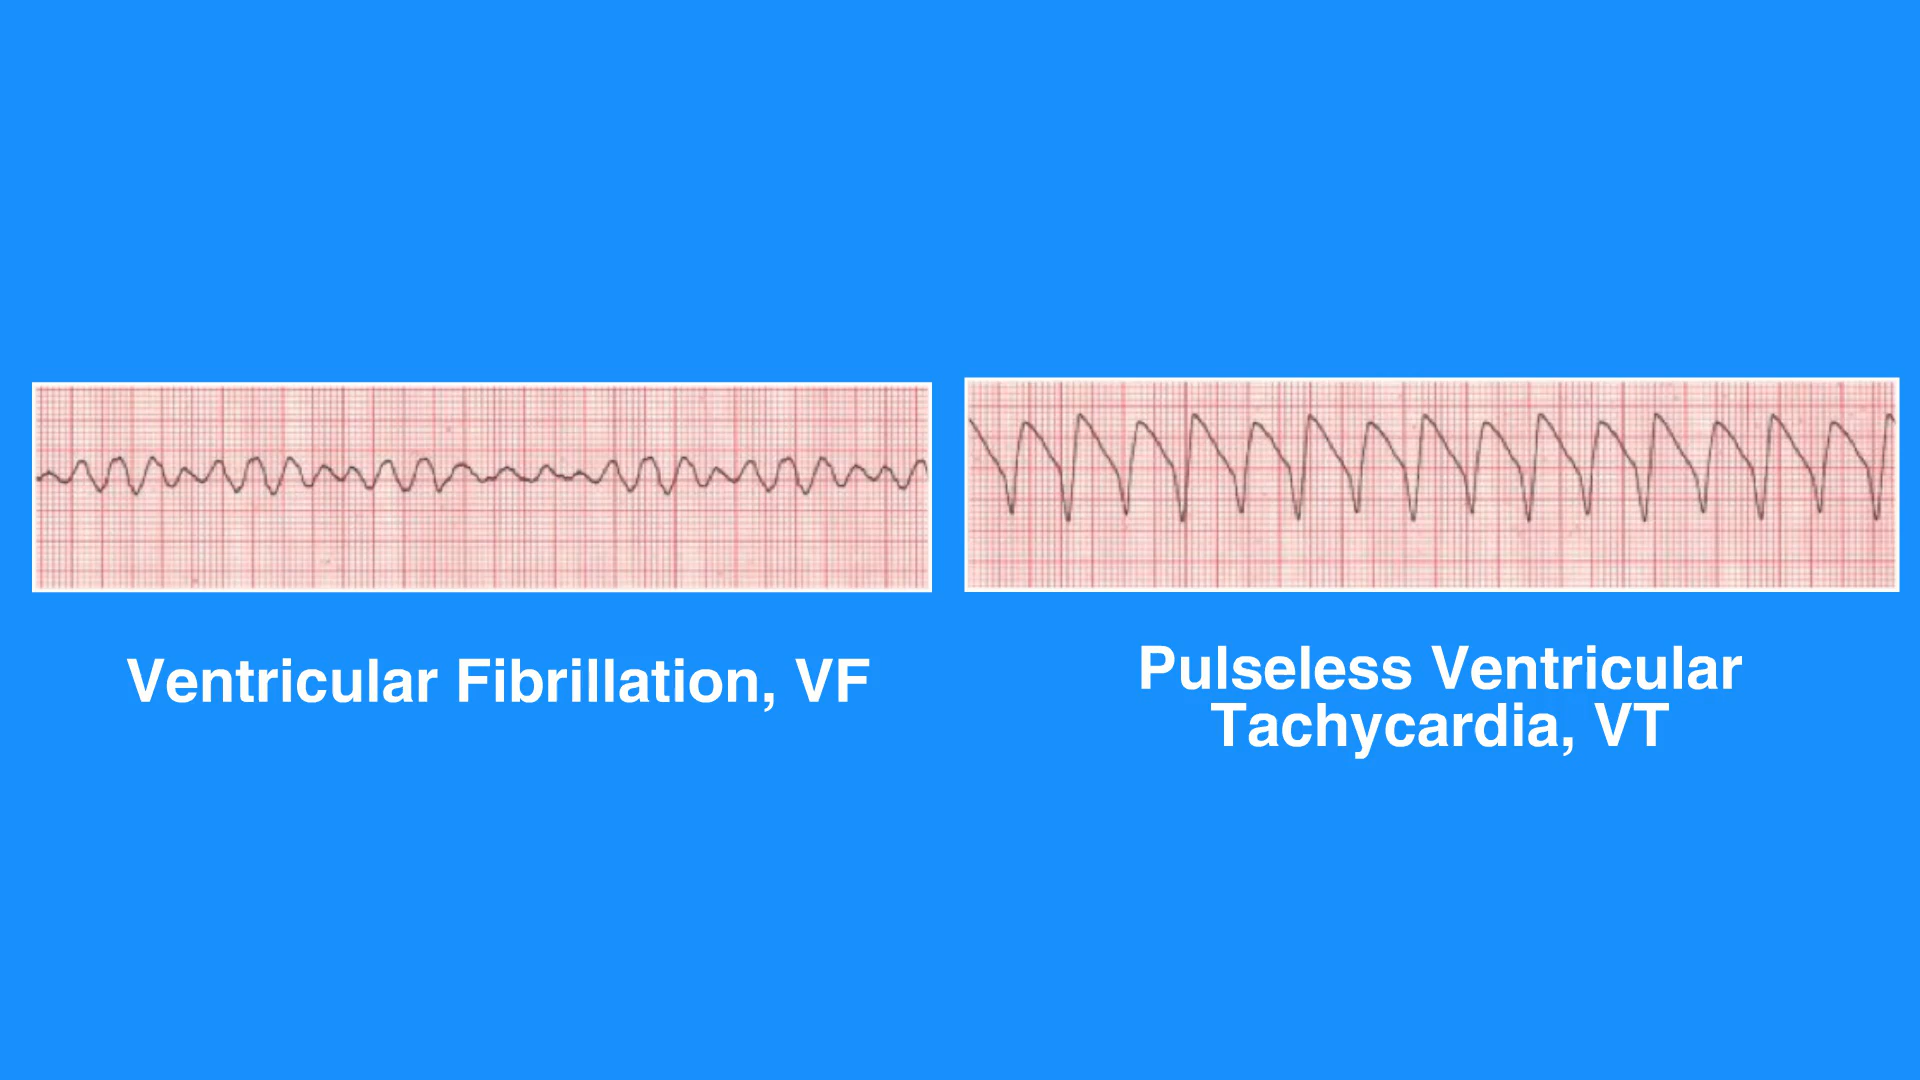 Ventricular Fibrillation, VF
Pulseless Ventricular
Tachycardia, VT